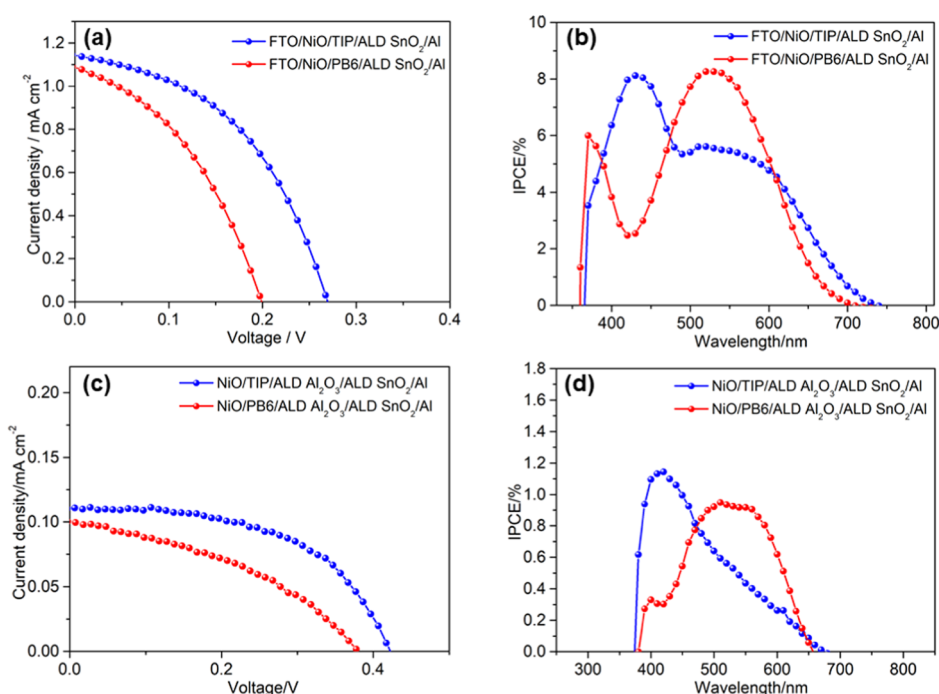 (a)
FTO/NiO/TIP/ALD SnO₂/Al
FTO/NiO/PB6/ALD SnO₂/Al
Current density / mA cm⁻²
1.2
1.0
0.8
0.6
0.4
0.2
0.0
0.0 0.1 0.2 0.3 0.4
Voltage / V
(b)
FTO/NiO/TIP/ALD SnO₂/Al
FTO/NiO/PB6/ALD SnO₂/Al
IPCE/%
10
8
6
4
2
0
400 500 600 700 800
Wavelength/nm
(c)
NiO/TIP/ALD Al₂O₃/ALD SnO₂/Al
NiO/PB6/ALD Al₂O₃/ALD SnO₂/Al
Current density/mA cm⁻²
0.20
0.15
0.10
0.05
0.00
0.0 0.2 0.4
Voltage/V
(d)
NiO/TIP/ALD Al₂O₃/ALD SnO₂/Al
NiO/PB6/ALD Al₂O₃/ALD SnO₂/Al
IPCE/%
1.8
1.6
1.4
1.2
1.0
0.8
0.6
0.4
0.2
0.0
300 400 500 600 700 800
Wavelength/nm